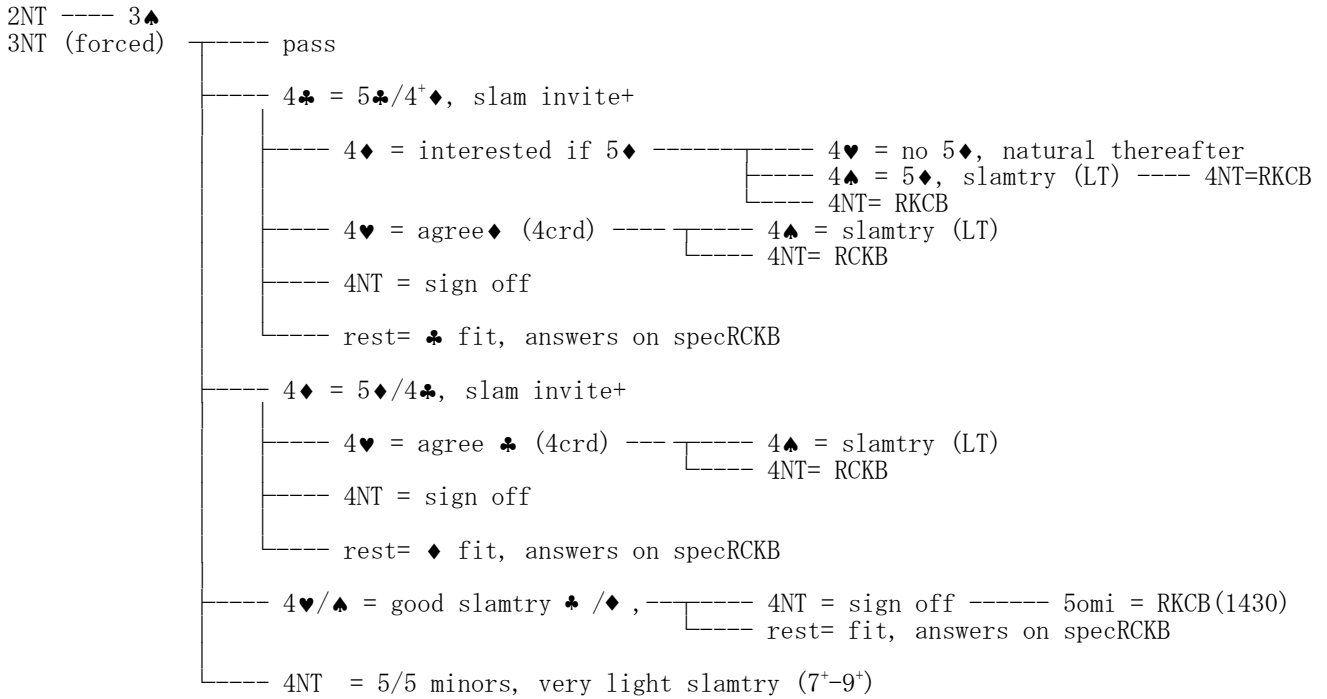 2NT ---- 3♠
3NT (forced) ----- pass
4♣ = 5♣/4⁺♦, slam invite+
4♦ = interested if 5♦ 4♥ = no 5♦, natural thereafter
4♠ = 5♦, slamtry (LT) ---- 4NT=RKCB
4NT= RKCB
4♥ = agree♦ (4crd) ---- 4♠ = slamtry (LT)
4NT= RCKB
4NT = sign off
rest= ♣ fit, answers on specRCKB
4♦ = 5♦/4♣, slam invite+
4♥ = agree ♣ (4crd) --- 4♠ = slamtry (LT)
4NT= RCKB
4NT = sign off
rest= ♦ fit, answers on specRCKB
4♥/♠ = good slamtry ♣ /♦ , 4NT = sign off ------ 5omi = RKCB(1430)
rest= fit, answers on specRCKB
4NT = 5/5 minors, very light slamtry (7⁺-9⁺)